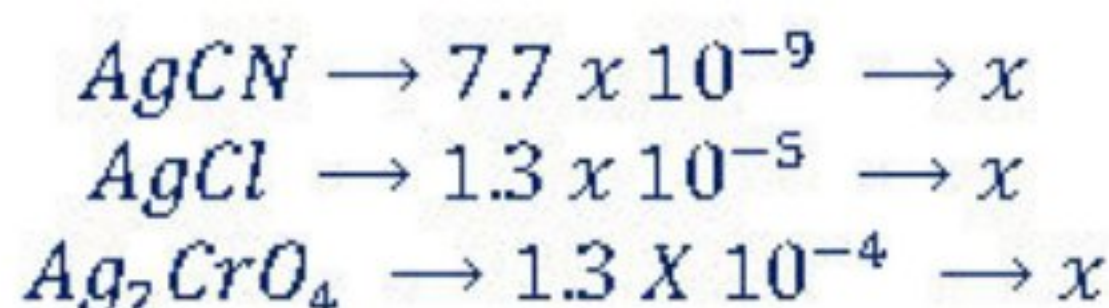 AgCN → 7.7 x 10⁻⁹ → x
AgCl → 1.3 x 10⁻⁵ → x
Ag₂CrO₄ → 1.3 X 10⁻⁴ → x